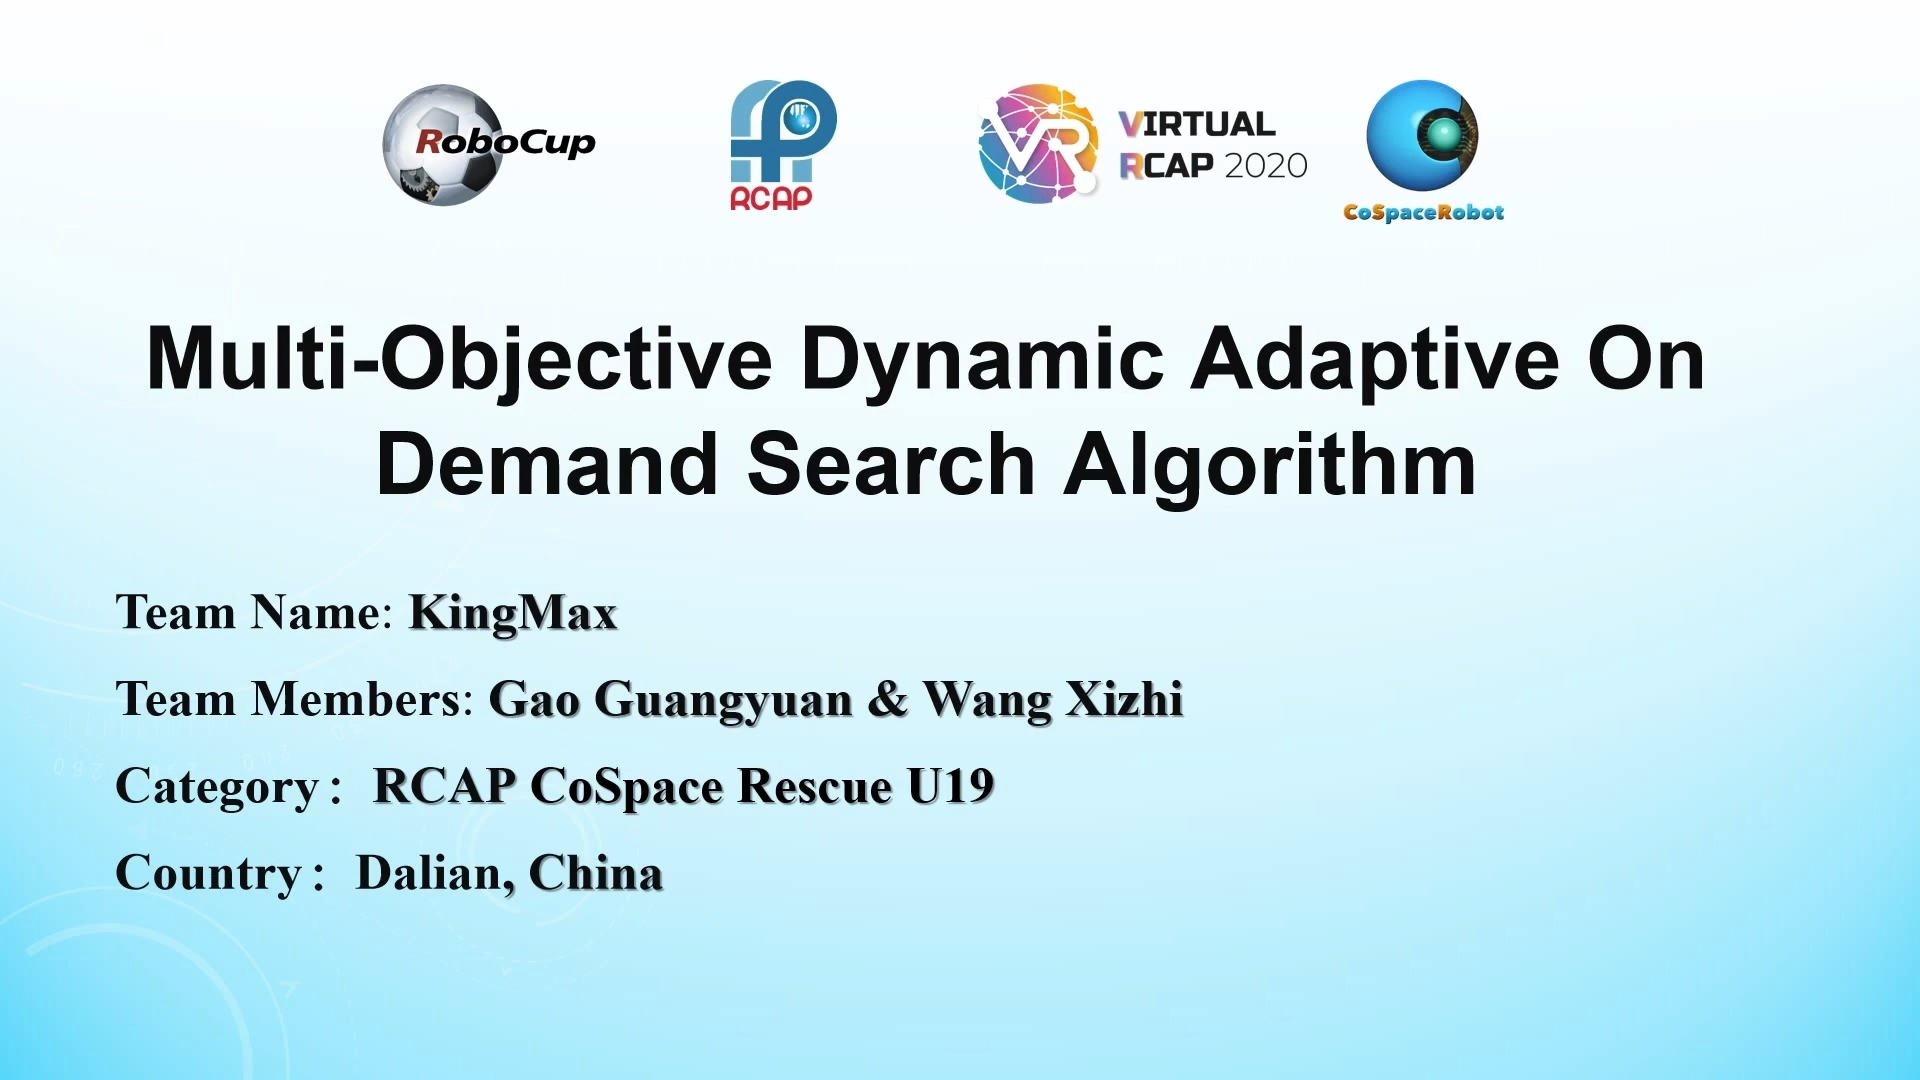 RoboCup
RCAP
VR
VIRTUAL
RCAP 2020
CoSpaceRobot
Multi-Objective Dynamic Adaptive On
Demand Search Algorithm
Team Name: KingMax
Team Members: Gao Guangyuan & Wang Xizhi
Category： RCAP CoSpace Rescue U19
Country： Dalian, China